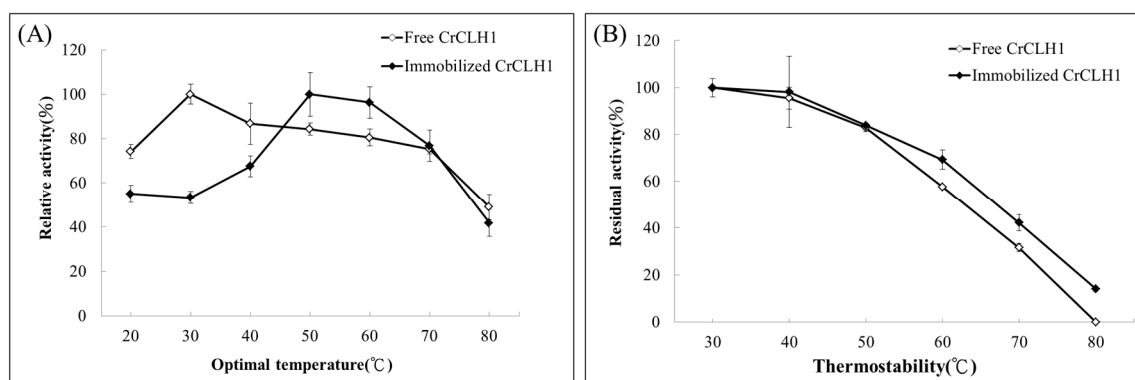 (A)
Free CrCLH1
Immobilized CrCLH1
Relative activity(%)
120
100
80
60
40
20
0
20 30 40 50 60 70 80
Optimal temperature(℃)
(B)
Free CrCLH1
Immobilized CrCLH1
Residual activity(%)
120
100
80
60
40
20
0
30 40 50 60 70 80
Thermostability(℃)